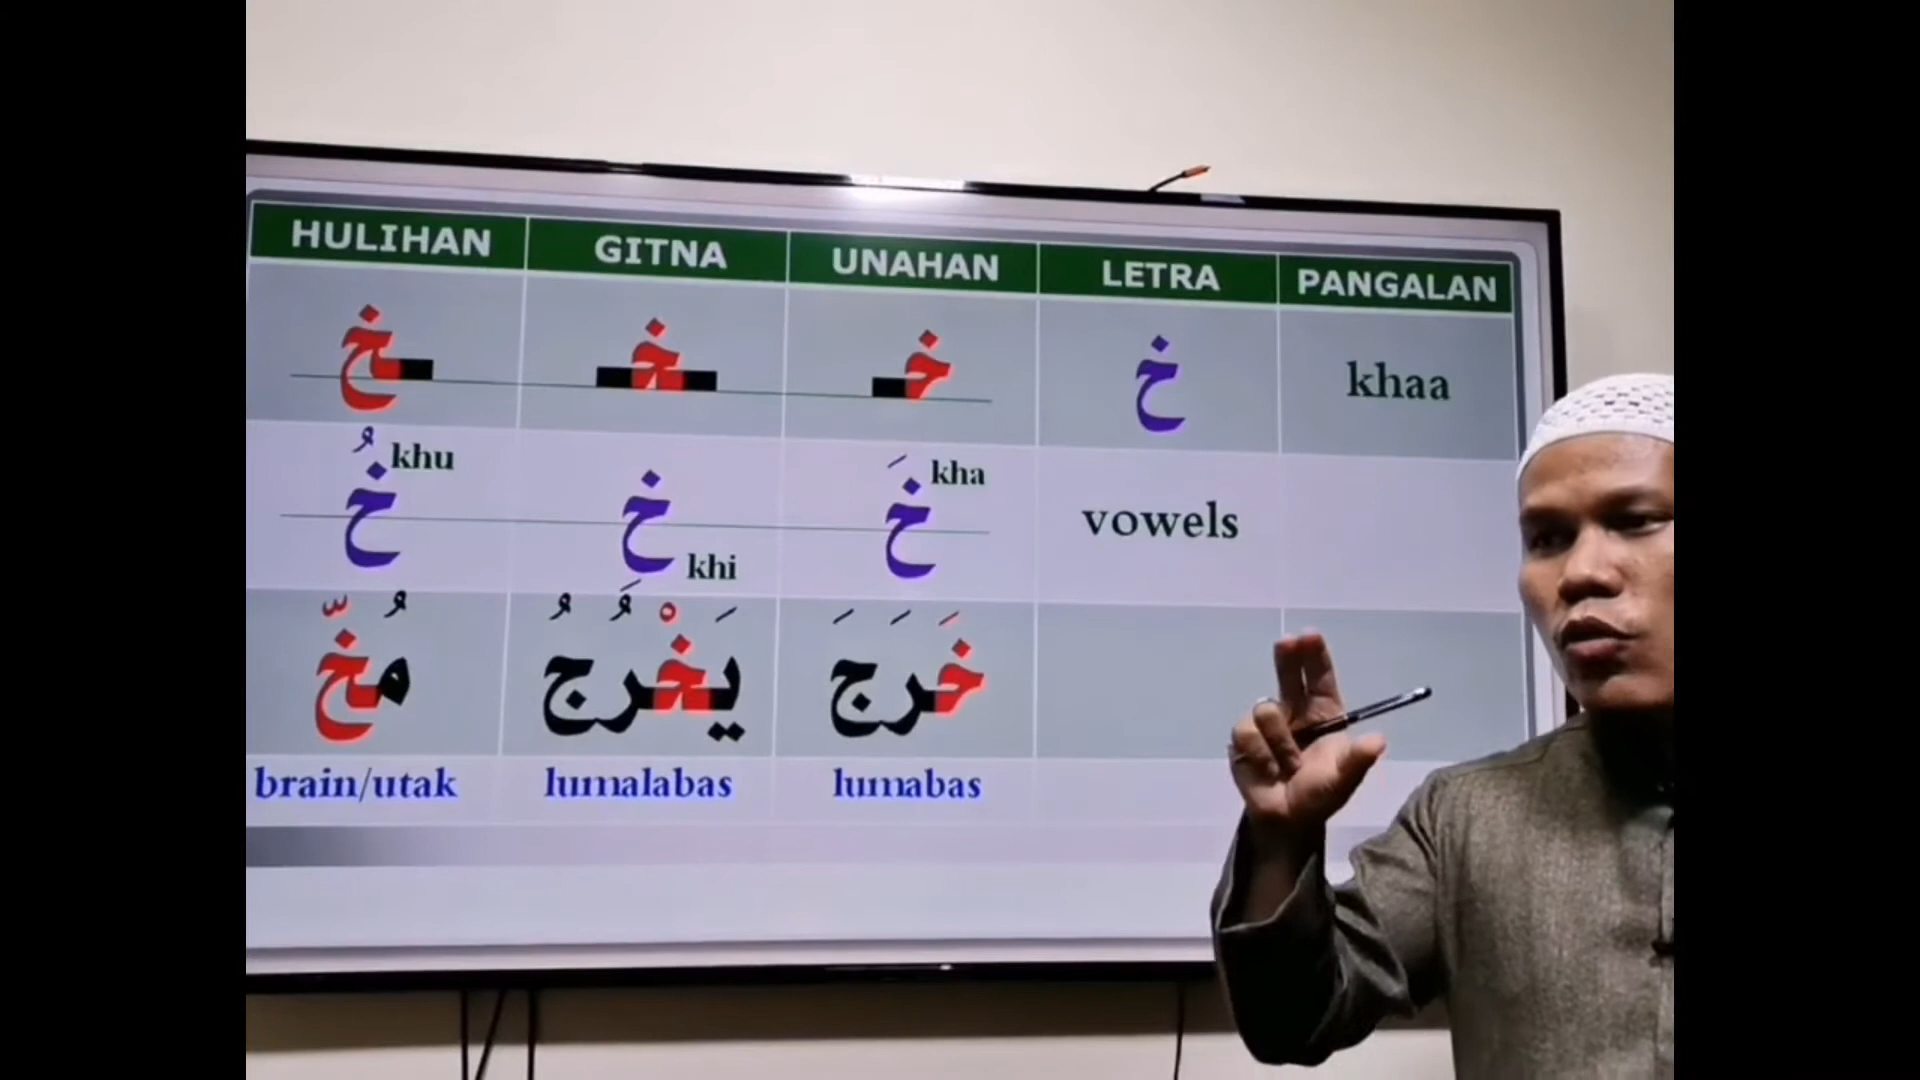 HULIHAN GITNA UNAHAN LETRA PANGALAN
خ خ خ خ khaa
خُ khu خِ khi خَ kha vowels
مُخّ يَخْرُجُ خَرَجَ
brain/utak lumalabas lumabas